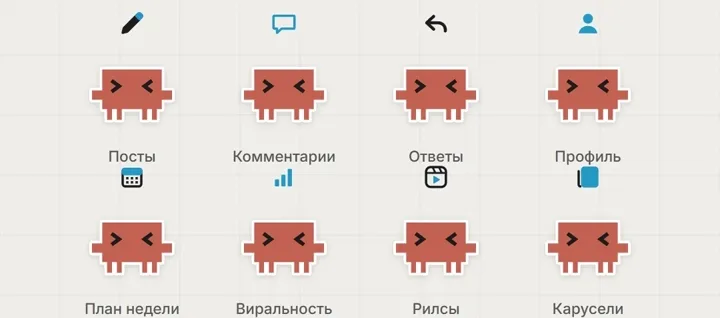 Посты
Комментарии
Ответы
Профиль
План недели
Виральность
Рилсы
Карусели